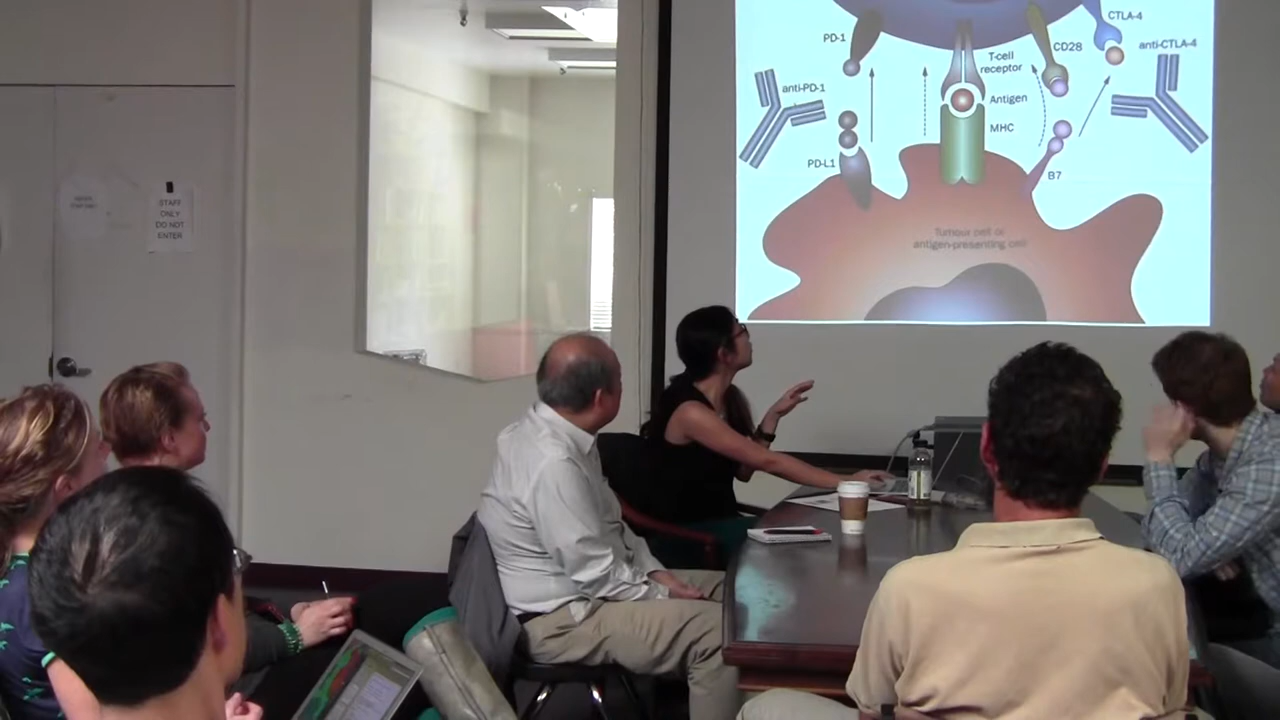 CTLA-4
PD-1
CD28
anti-CTLA-4
T-cell
receptor
anti-PD-1
Antigen
MHC
PD-L1
B7
Tumour cell or
antigen-presenting cell
STAFF
ONLY
DO NOT
ENTER